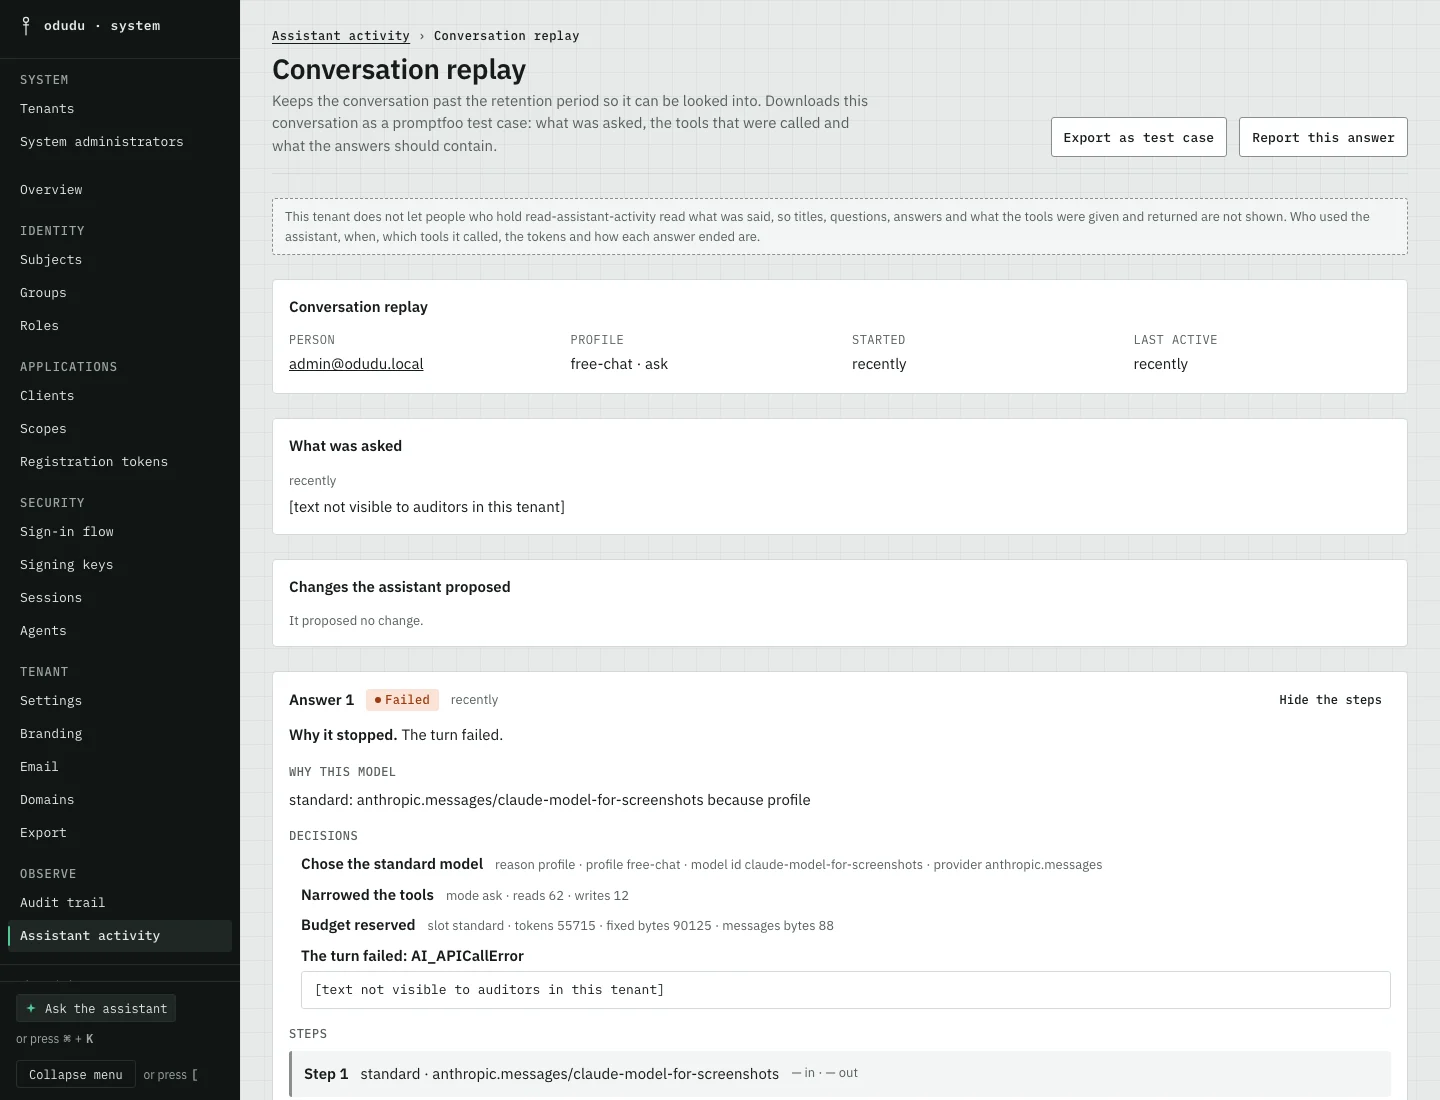 odudu · system
SYSTEM
Tenants
System administrators
Overview
IDENTITY
Subjects
Groups
Roles
APPLICATIONS
Clients
Scopes
Registration tokens
SECURITY
Sign-in flow
Signing keys
Sessions
Agents
TENANT
Settings
Branding
Email
Domains
Export
OBSERVE
Audit trail
Assistant activity
Ask the assistant
or press ⌘ + K
Collapse menu or press [
Assistant activity › Conversation replay
Conversation replay
Keeps the conversation past the retention period so it can be looked into. Downloads this
conversation as a promptfoo test case: what was asked, the tools that were called and
what the answers should contain.
Export as test case
Report this answer
This tenant does not let people who hold read-assistant-activity read what was said, so titles, questions, answers and what the tools were given and returned are not shown. Who used the
assistant, when, which tools it called, the tokens and how each answer ended are.
Conversation replay
PERSON PROFILE STARTED LAST ACTIVE
admin@odudu.local free-chat · ask recently recently
What was asked
recently
[text not visible to auditors in this tenant]
Changes the assistant proposed
It proposed no change.
Answer 1 Failed recently Hide the steps
Why it stopped. The turn failed.
WHY THIS MODEL
standard: anthropic.messages/claude-model-for-screenshots because profile
DECISIONS
Chose the standard model reason profile · profile free-chat · model id claude-model-for-screenshots · provider anthropic.messages
Narrowed the tools mode ask · reads 62 · writes 12
Budget reserved slot standard · tokens 55715 · fixed bytes 90125 · messages bytes 88
The turn failed: AI_APICallError
[text not visible to auditors in this tenant]
STEPS
Step 1 standard · anthropic.messages/claude-model-for-screenshots — in · — out